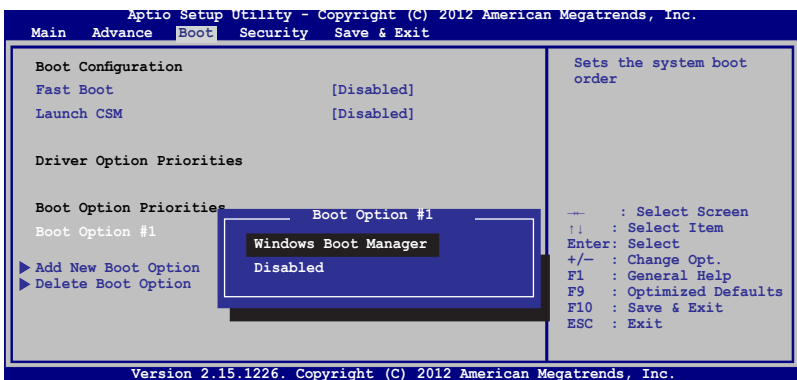 Aptio Setup Utility - Copyright (C) 2012 American Megatrends, Inc.
Main Advance Boot Security Save & Exit
Boot Configuration
Fast Boot [Disabled]
Launch CSM [Disabled]
Driver Option Priorities
Boot Option Priorities
Boot Option #1
Add New Boot Option
Delete Boot Option
Boot Option #1
Windows Boot Manager
Disabled
Sets the system boot
order
→← : Select Screen
↑↓ : Select Item
Enter: Select
+/— : Change Opt.
F1 : General Help
F9 : Optimized Defaults
F10 : Save & Exit
ESC : Exit
Version 2.15.1226. Copyright (C) 2012 American Megatrends, Inc.